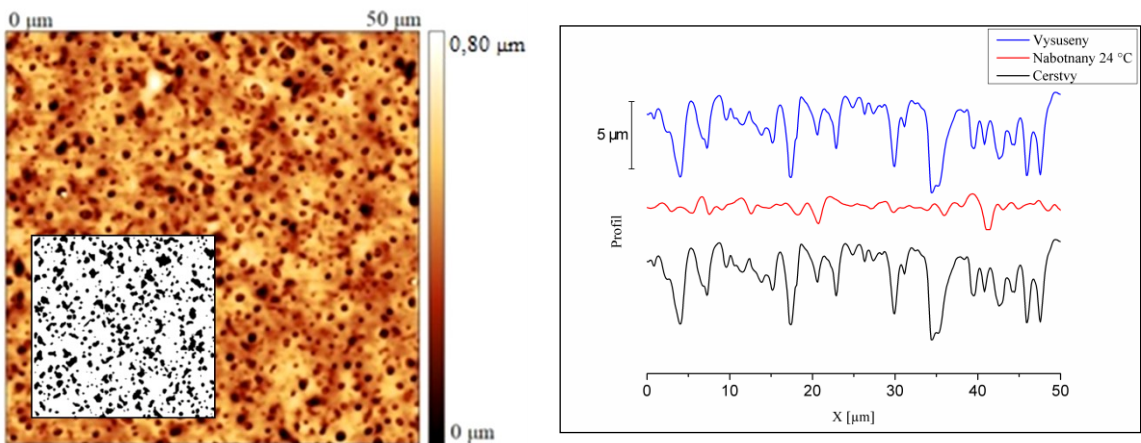 0 µm 50 µm
0,80 µm
0 µm
Vysuseny
Nabotnany 24 °C
Cerstvy
5 µm
Profil
0 10 20 30 40 50
X [µm]